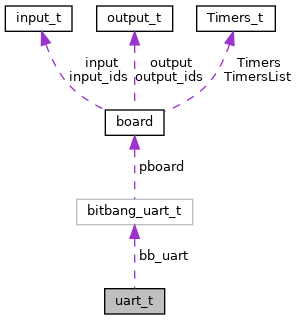 input_t
output_t
Timers_t
input
input_ids
output
output_ids
Timers
TimersList
board
pboard
bitbang_uart_t
bb_uart
uart_t